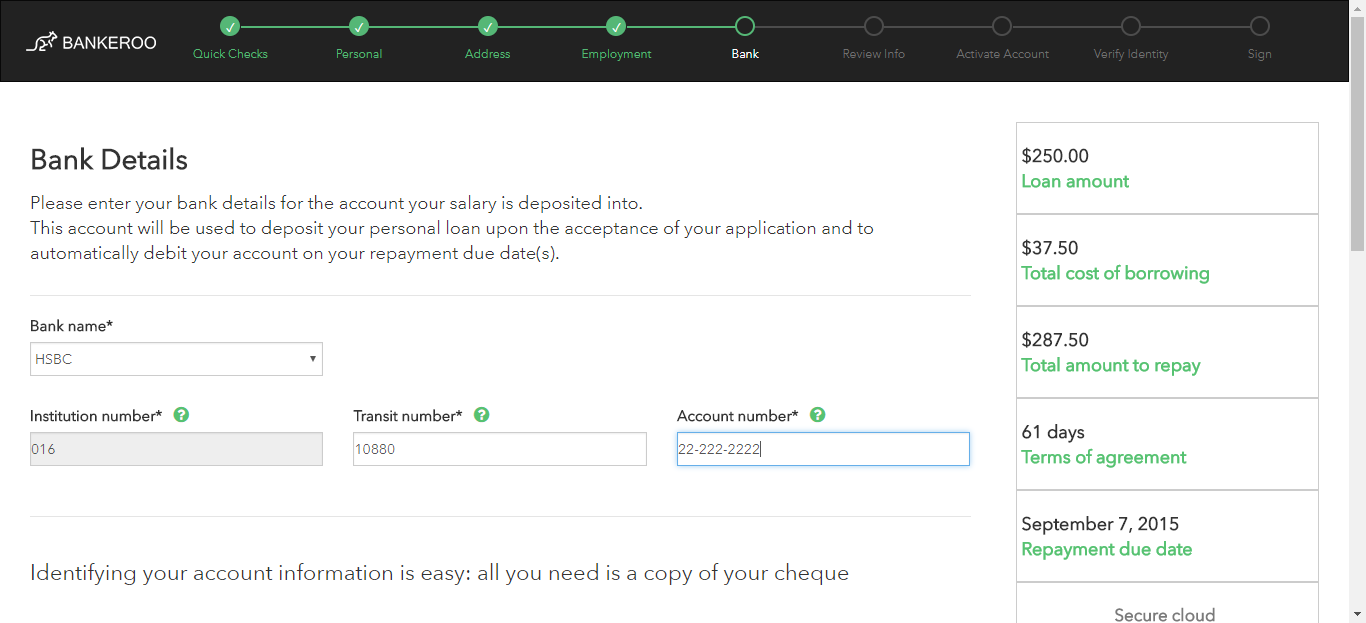 BANKEROO
Quick Checks
Personal
Address
Employment
Bank
Review Info
Activate Account
Verify Identity
Sign
Bank Details
Please enter your bank details for the account your salary is deposited into.
This account will be used to deposit your personal loan upon the acceptance of your application and to
automatically debit your account on your repayment due date(s).
Bank name*
HSBC
Institution number* ?
Transit number* ?
Account number* ?
016
10880
22-222-2222
Identifying your account information is easy: all you need is a copy of your cheque
$250.00
Loan amount
$37.50
Total cost of borrowing
$287.50
Total amount to repay
61 days
Terms of agreement
September 7, 2015
Repayment due date
Secure cloud